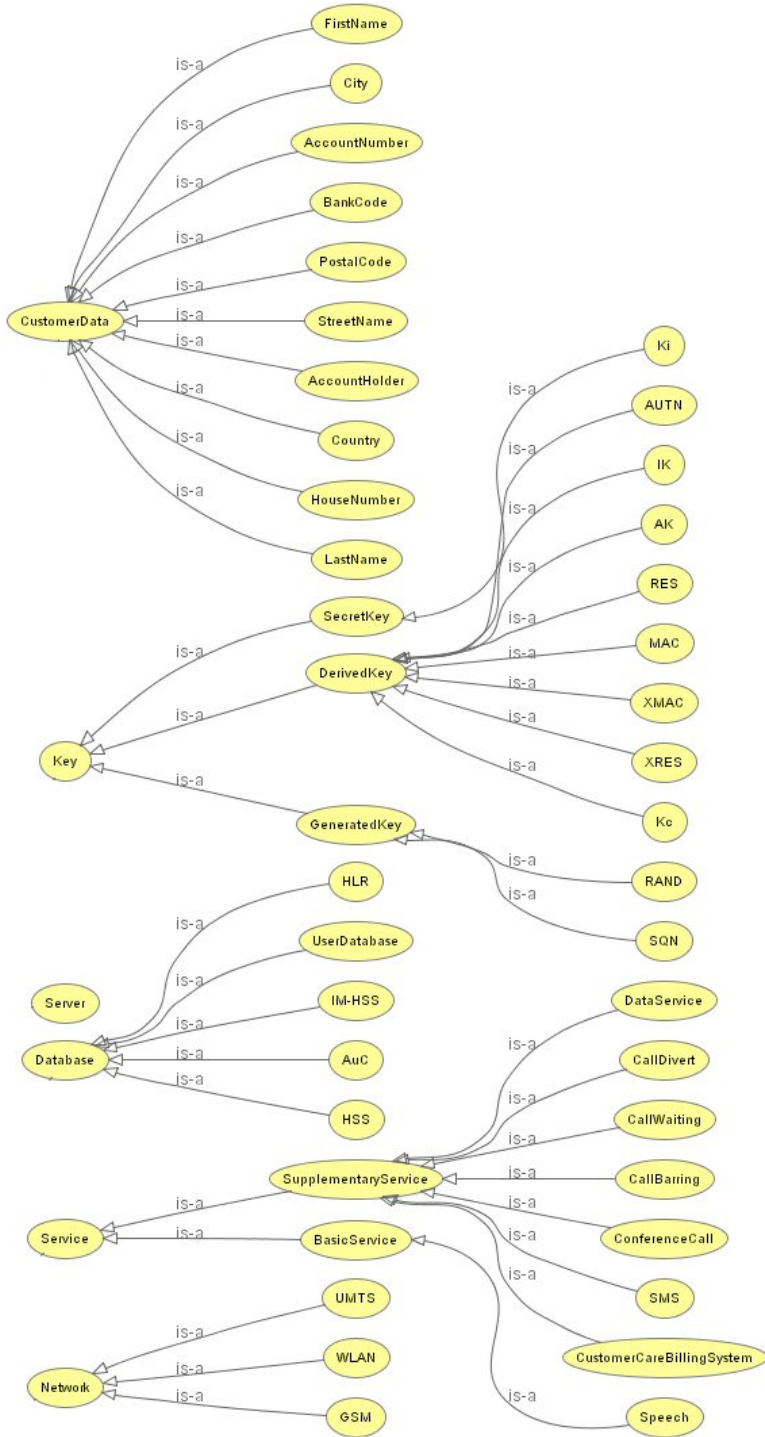 FirstName
is-a
City
is-a
AccountNumber
is-a
BankCode
is-a
PostalCode
is-a
CustomerData
is-a
StreetName
is-a
AccountHolder
is-a
Country
is-a
HouseNumber
is-a
LastName
Ki
is-a
AUTN
is-a
IK
is-a
AK
is-a
RES
is-a
MAC
is-a
XMAC
is-a
XRES
is-a
Kc
SecretKey
is-a
DerivedKey
is-a
Key
is-a
GeneratedKey
is-a
RAND
is-a
SQN
HLR
is-a
UserDatabase
is-a
Server
IM-HSS
is-a
Database
is-a
AuC
is-a
HSS
DataService
is-a
CallDivert
is-a
CallWaiting
is-a
SupplementaryService
is-a
CallBarring
is-a
ConferenceCall
is-a
SMS
is-a
CustomerCareBillingSystem
is-a
Service
is-a
BasicService
is-a
Speech
UMTS
is-a
WLAN
is-a
Network
is-a
GSM